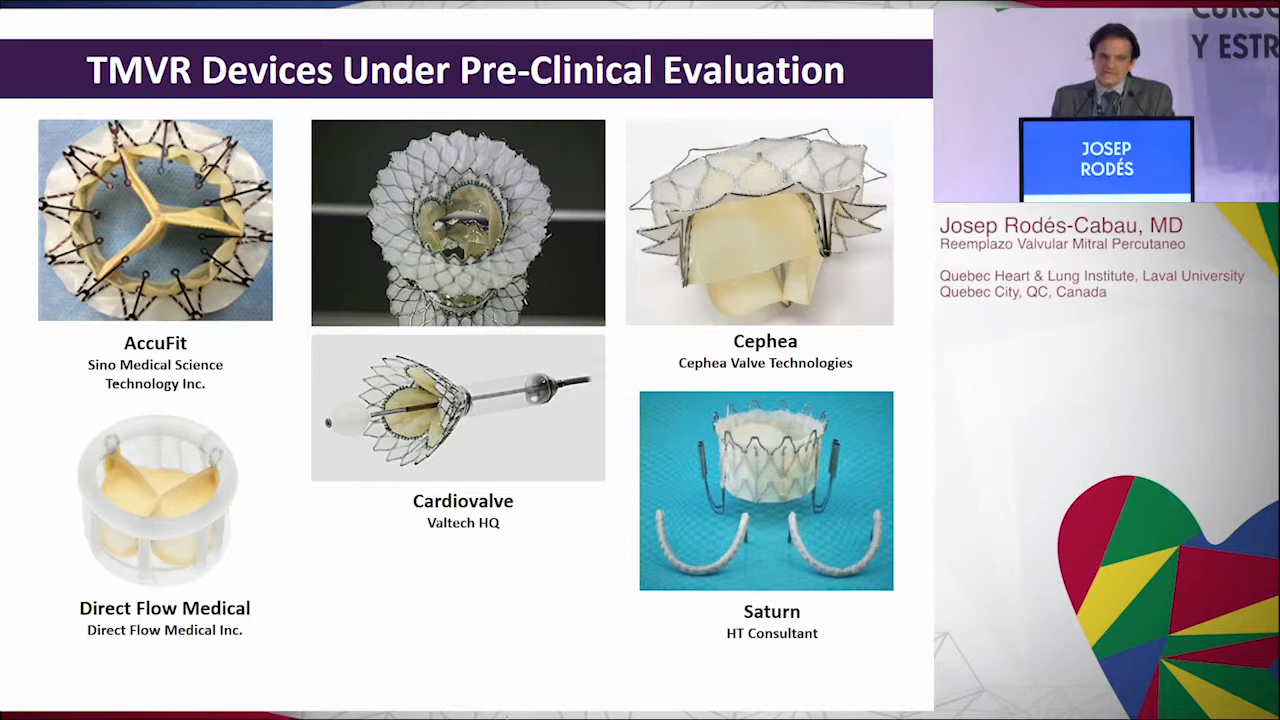 TMVR Devices Under Pre-Clinical Evaluation
AccuFit
Sino Medical Science
Technology Inc.
Direct Flow Medical
Direct Flow Medical Inc.
Cardiovalve
Valtech HQ
Cephea
Cephea Valve Technologies
Saturn
HT Consultant
CURSO
Y ESTR
JOSEP
RODÉS
Josep Rodés-Cabau, MD
Reemplazo Valvular Mitral Percutaneo
Quebec Heart & Lung Institute, Laval University
Quebec City, QC, Canada